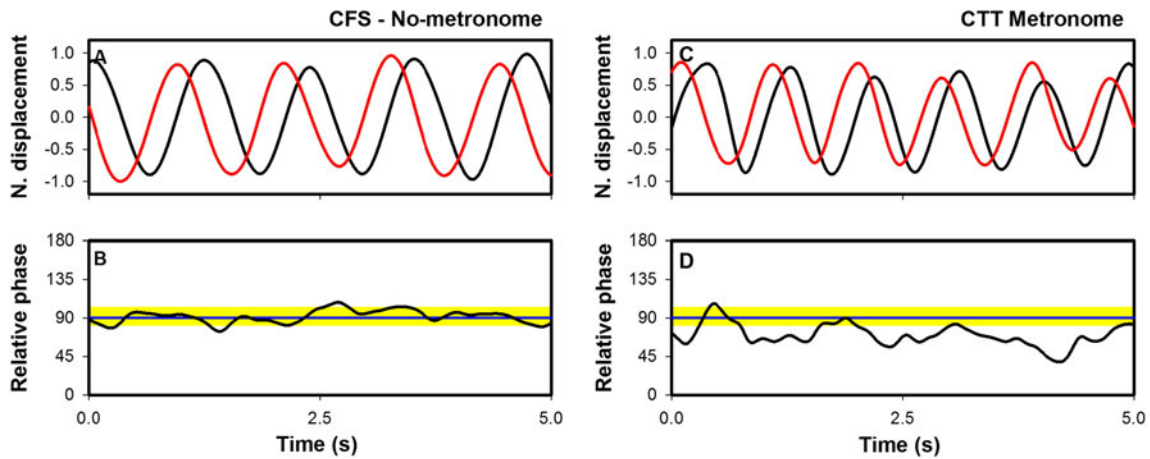 CFS - No-metronome
CTT Metronome
A
N. displacement
1.0
0.5
0.0
-0.5
-1.0
C
N. displacement
1.0
0.5
0.0
-0.5
-1.0
B
Relative phase
180
135
90
45
0
0.0
2.5
5.0
Time (s)
D
Relative phase
180
135
90
45
0
0.0
2.5
5.0
Time (s)